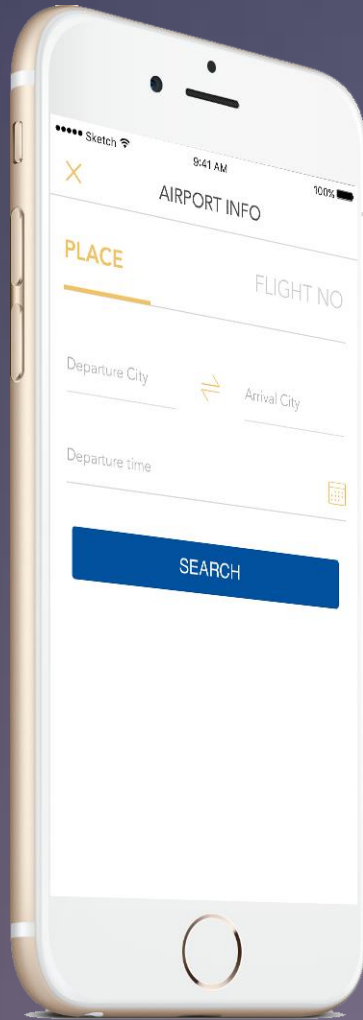 Sketch 9:41 AM 100%
AIRPORT INFO
PLACE FLIGHT NO
Departure City Arrival City
Departure time
SEARCH